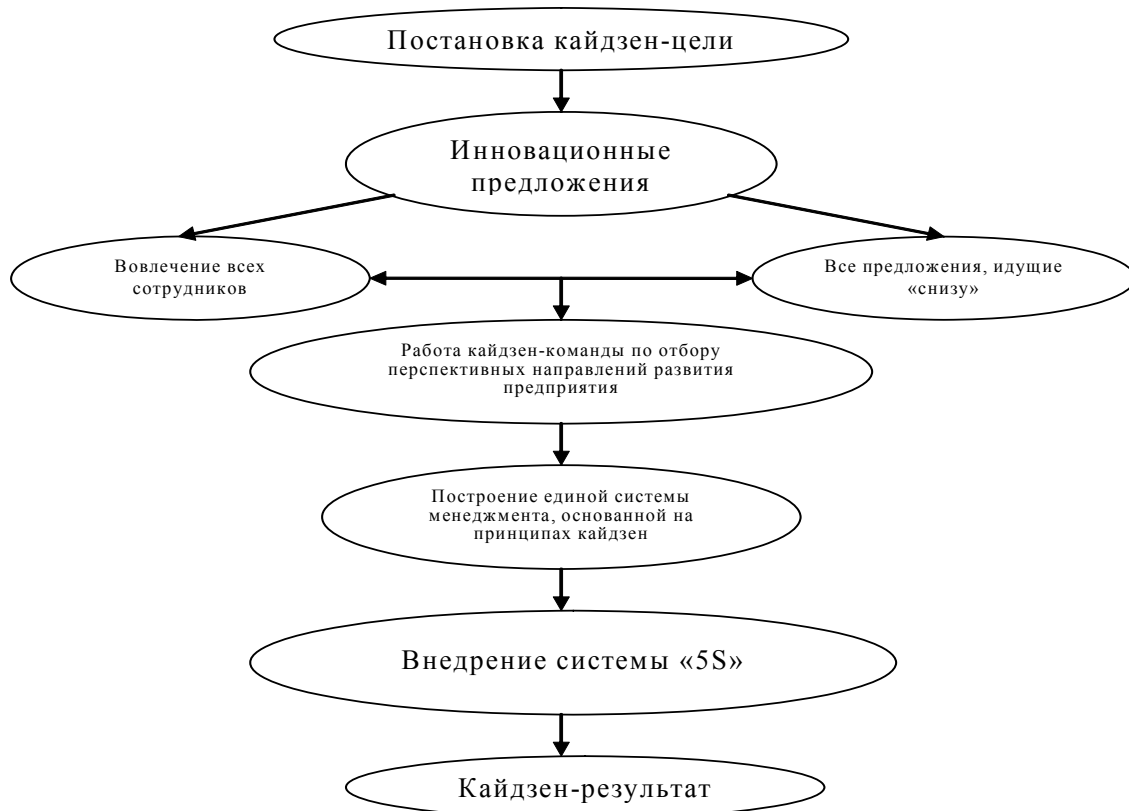 Постановка кайдзен-цели
Инновационные
предложения
Вовлечение всех
сотрудников
Все предложения, идущие
«снизу»
Работа кайдзен-команды по отбору
перспективных направлений развития
предприятия
Построение единой системы
менеджмента, основанной на
принципах кайдзен
Внедрение системы «5S»
Кайдзен-результат